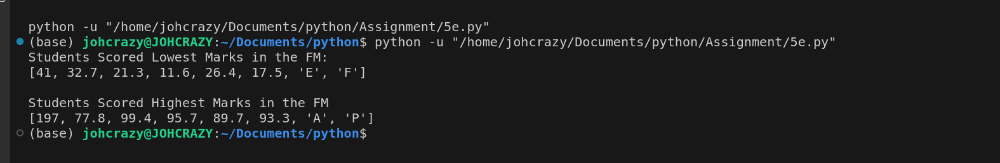 python -u "/home/johcrazy/Documents/python/Assignment/5e.py"
(base) johcrazy@JOHCRAZY:~/Documents/python$ python -u "/home/johcrazy/Documents/python/Assignment/5e.py"
Students Scored Lowest Marks in the FM:
[41, 32.7, 21.3, 11.6, 26.4, 17.5, 'E', 'F']
Students Scored Highest Marks in the FM
[197, 77.8, 99.4, 95.7, 89.7, 93.3, 'A', 'P']
(base) johcrazy@JOHCRAZY:~/Documents/python$